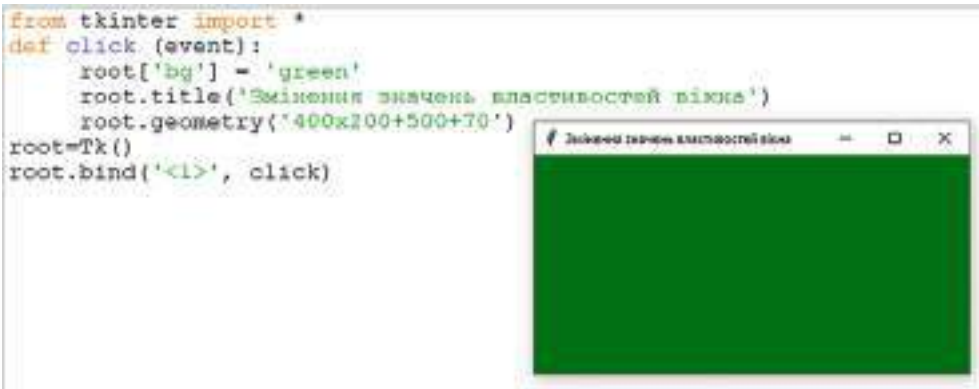 from tkinter import *
def click (event):
root['bg'] = 'green'
root.title('Змінення значень властивостей вікна')
root.geometry('400x200+500+70')
root=Tk()
root.bind('<1>', click)
Змінення значень властивостей вікна